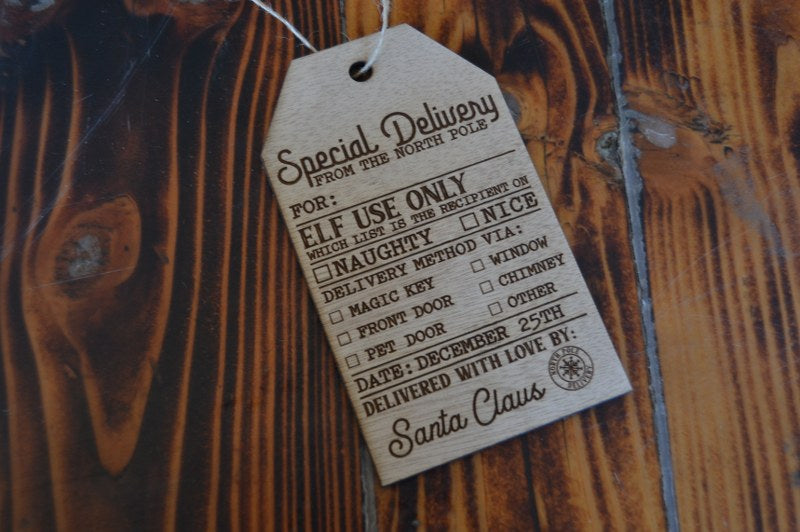 Special Delivery
FROM THE NORTH POLE
FOR:
ELF USE ONLY
WHICH LIST IS THE RECIPIENT ON
NAUGHTY NICE
DELIVERY METHOD VIA:
MAGIC KEY WINDOW
FRONT DOOR CHIMNEY
PET DOOR OTHER
DATE: DECEMBER 25TH
DELIVERED WITH LOVE BY:
NORTH POLE DELIVERY
Santa Claus